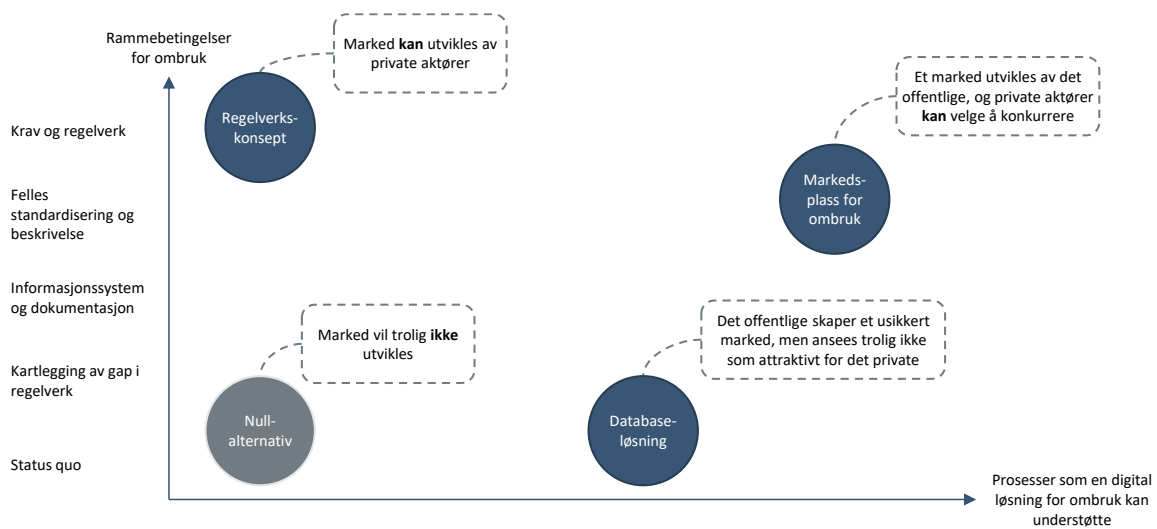 Rammebetingelser
for ombruk
Marked kan utvikles av
private aktører
Et marked utvikles av det
offentlige, og private aktører
kan velge å konkurrere
Krav og regelverk
Regelverks-
konsept
Markeds-
plass for
ombruk
Felles
standardisering og
beskrivelse
Informasjonssystem
og dokumentasjon
Marked vil trolig ikke
utvikles
Det offentlige skaper et usikkert
marked, men ansees trolig ikke
som attraktivt for det private
Kartlegging av gap i
regelverk
Null-
alternativ
Database-
løsning
Status quo
Prosesser som en digital
løsning for ombruk kan
understøtte